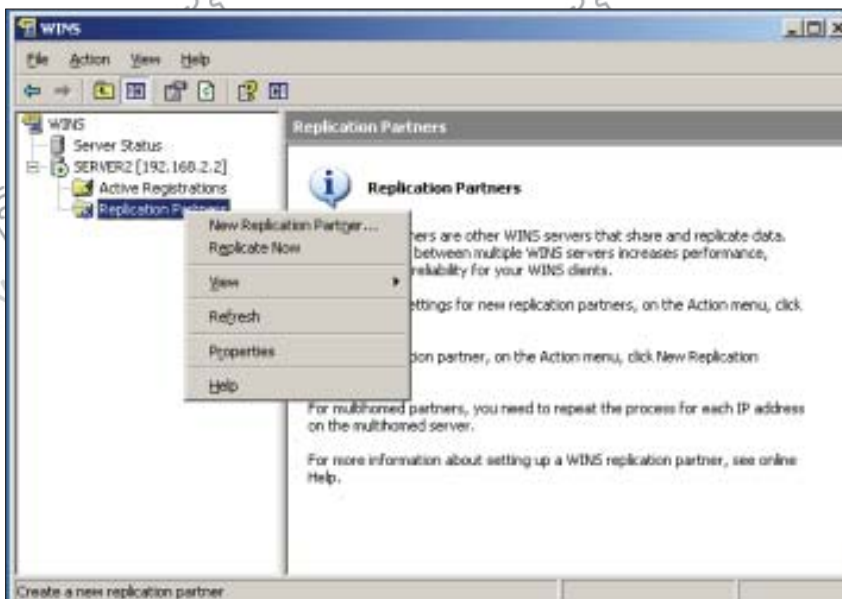 WINS
File Action View Help
WINS
Server Status
SERVER2 [192.168.2.2]
Active Registrations
Replication Partners
New Replication Partner...
Replicate Now
View
Refresh
Properties
Help
Replication Partners
Replication Partners
ers are other WINS servers that share and replicate data.
between multiple WINS servers increases performance,
reliability for your WINS clients.
ettings for new replication partners, on the Action menu, click
on partner, on the Action menu, click New Replication
For multihomed partners, you need to repeat the process for each IP address
on the multihomed server.
For more information about setting up a WINS replication partner, see online
Help.
Create a new replication partner